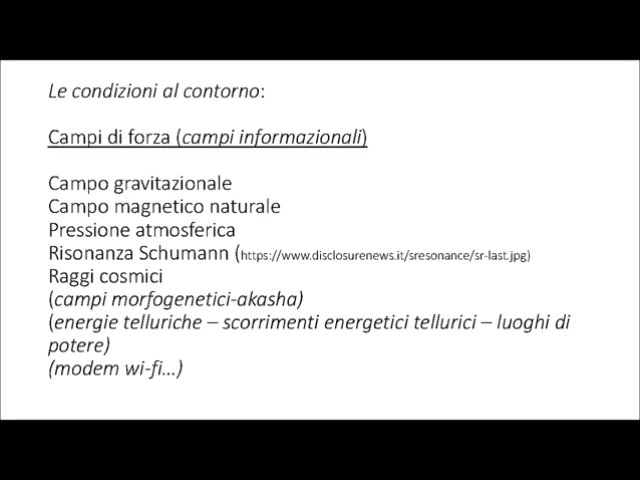 Le condizioni al contorno:
Campi di forza (campi informazionali)
Campo gravitazionale
Campo magnetico naturale
Pressione atmosferica
Risonanza Schumann (https://www.disclosurenews.it/sresonance/sr-last.jpg)
Raggi cosmici
(campi morfogenetici-akasha)
(energie telluriche – scorrimenti energetici tellurici – luoghi di
potere)
(modem wi-fi...)